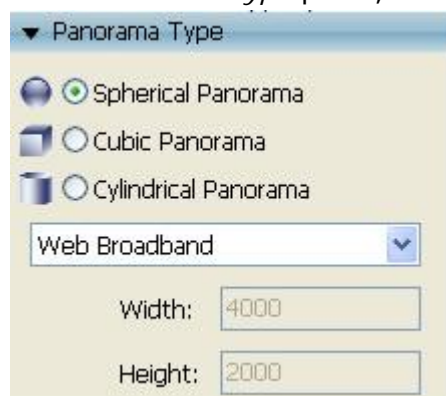 Panorama Type
Spherical Panorama
Cubic Panorama
Cylindrical Panorama
Web Broadband
Width: 4000
Height: 2000